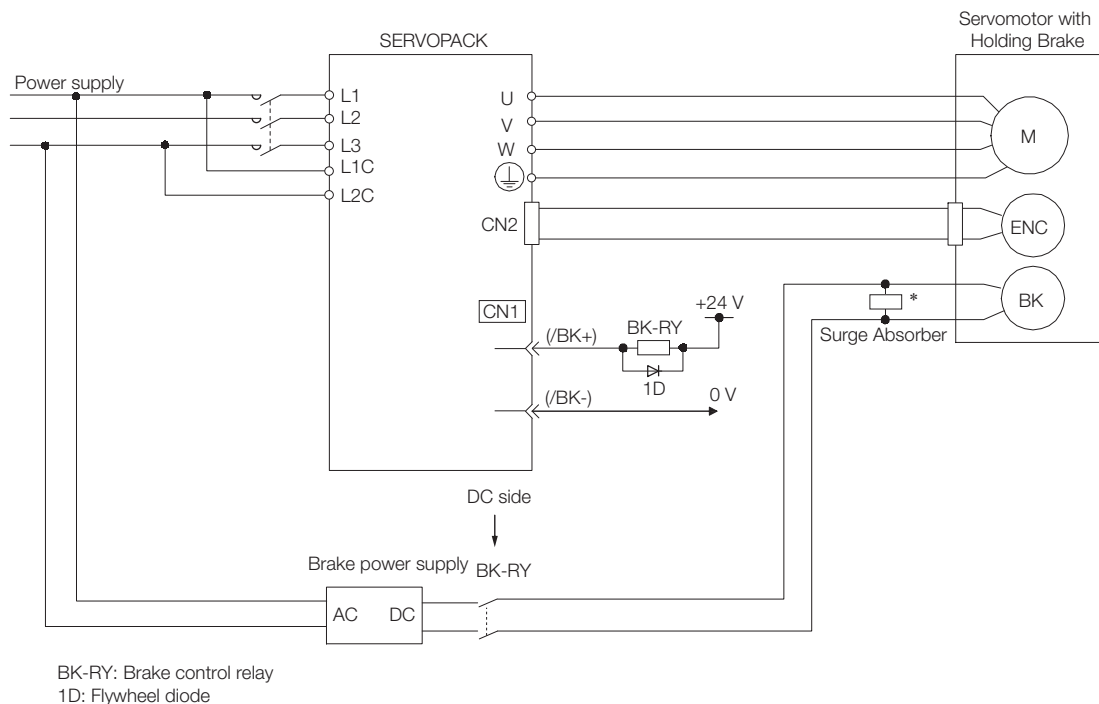 Servomotor with
Holding Brake
SERVOPACK
Power supply
L1
L2
L3
L1C
L2C
U
V
W
M
CN2
ENC
CN1
BK
+24 V
*
Surge Absorber
(/BK+)
BK-RY
1D
(/BK-)
0 V
DC side
Brake power supply
BK-RY
AC
DC
BK-RY: Brake control relay
1D: Flywheel diode